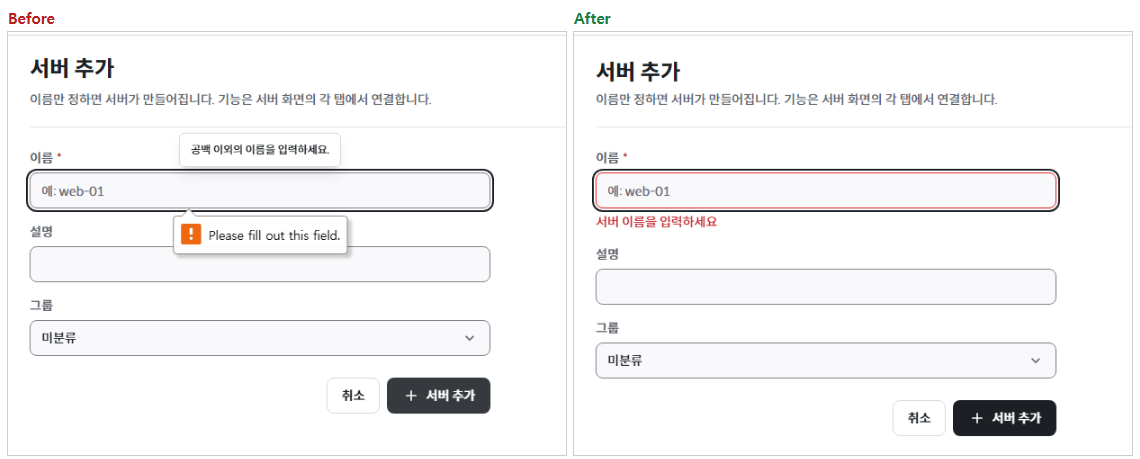 Before
서버 추가
이름만 정하면 서버가 만들어집니다. 기능은 서버 화면의 각 탭에서 연결합니다.
공백 이외의 이름을 입력하세요.
이름 *
예: web-01
! Please fill out this field.
설명
그룹
미분류
취소
+ 서버 추가
After
서버 추가
이름만 정하면 서버가 만들어집니다. 기능은 서버 화면의 각 탭에서 연결합니다.
이름 *
예: web-01
서버 이름을 입력하세요
설명
그룹
미분류
취소
+ 서버 추가